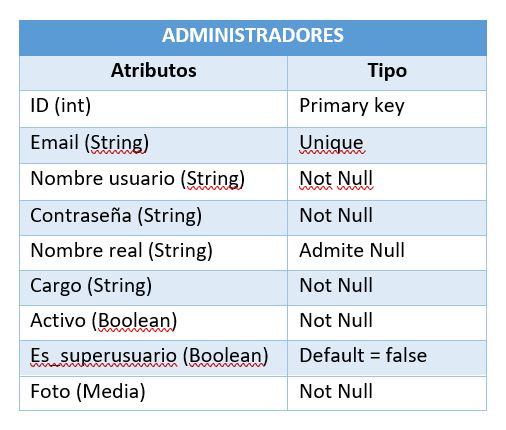 ADMINISTRADORES
Atributos Tipo
ID (int) Primary key
Email (String) Unique
Nombre usuario (String) Not Null
Contraseña (String) Not Null
Nombre real (String) Admite Null
Cargo (String) Not Null
Activo (Boolean) Not Null
Es_superusuario (Boolean) Default = false
Foto (Media) Not Null